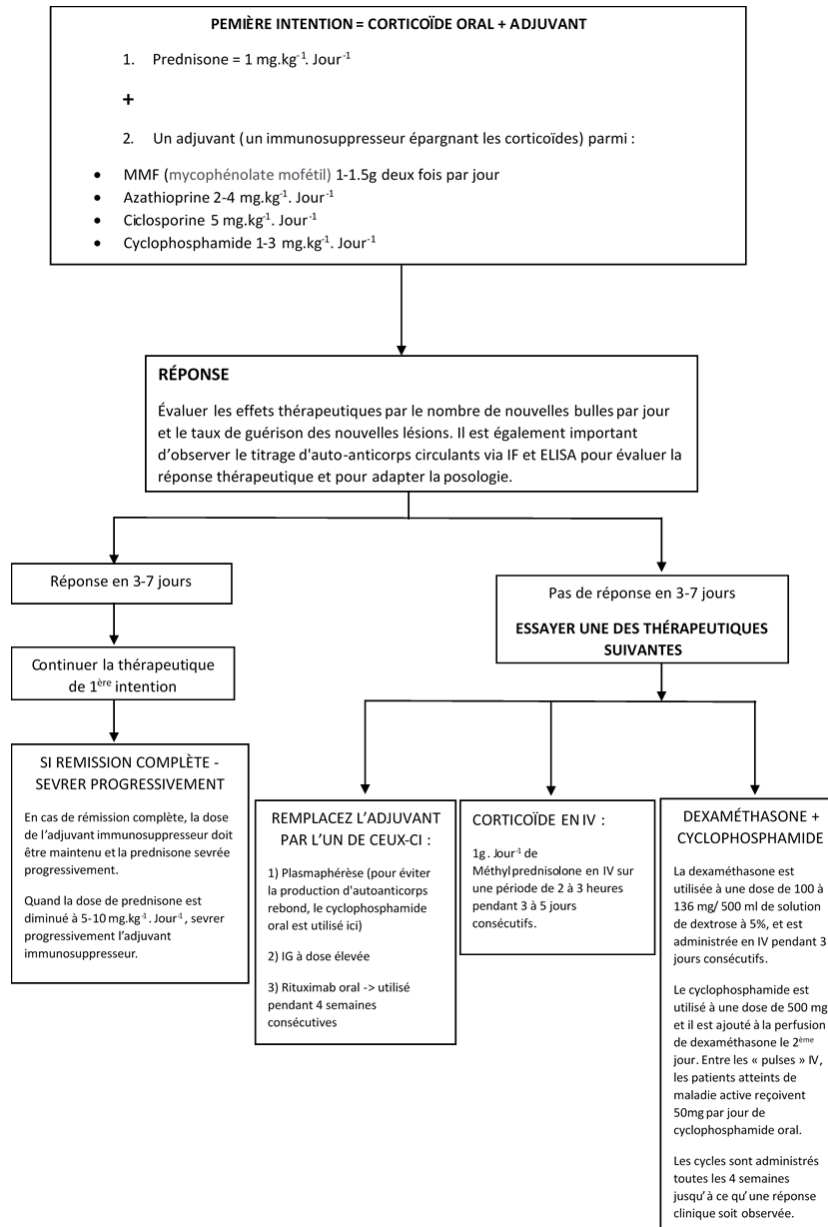 PEMIÈRE INTENTION = CORTICOÏDE ORAL + ADJUVANT
1. Prednisone = 1 mg.kg⁻¹. Jour⁻¹
+
2. Un adjuvant (un immunosuppresseur épargnant les corticoïdes) parmi :
• MMF (mycophénolate mofétil) 1-1.5g deux fois par jour
• Azathioprine 2-4 mg.kg⁻¹. Jour⁻¹
• Ciclosporine 5 mg.kg⁻¹. Jour⁻¹
• Cyclophosphamide 1-3 mg.kg⁻¹. Jour⁻¹
RÉPONSE
Évaluer les effets thérapeutiques par le nombre de nouvelles bulles par jour
et le taux de guérison des nouvelles lésions. Il est également important
d'observer le titrage d'auto-anticorps circulants via IF et ELISA pour évaluer la
réponse thérapeutique et pour adapter la posologie.
Réponse en 3-7 jours
Continuer la thérapeutique
de 1ère intention
SI REMISSION COMPLÈTE -
SEVRER PROGRESSIVEMENT
En cas de rémission complète, la dose
de l'adjuvant immunosuppresseur doit
être maintenu et la prednisone sevrée
progressivement.
Quand la dose de prednisone est
diminué à 5-10 mg.kg⁻¹. Jour⁻¹, sevrer
progressivement l'adjuvant
immunosuppresseur.
Pas de réponse en 3-7 jours
ESSAYER UNE DES THÉRAPEUTIQUES
SUIVANTES
REMPLACEZ L'ADJUVANT
PAR L'UN DE CEUX-CI :
1) Plasmaphérèse (pour éviter
la production d'autoanticorps
rebond, le cyclophosphamide
oral est utilisé ici)
2) IG à dose élevée
3) Rituximab oral -> utilisé
pendant 4 semaines
consécutives
CORTICOÏDE EN IV :
1g. Jour⁻¹ de
Méthylprednisolone en IV sur
une période de 2 à 3 heures
pendant 3 à 5 jours
consécutifs.
DEXAMÉTHASONE +
CYCLOPHOSPHAMIDE
La dexaméthasone est
utilisée à une dose de 100 à
136 mg/ 500 ml de solution
de dextrose à 5%, et est
administrée en IV pendant 3
jours consécutifs.
Le cyclophosphamide est
utilisé à une dose de 500 mg
et il est ajouté à la perfusion
de dexaméthasone le 2ème
jour. Entre les « pulses » IV,
les patients atteints de
maladie active reçoivent
50mg par jour de
cyclophosphamide oral.
Les cycles sont administrés
toutes les 4 semaines
jusqu'à ce qu'une réponse
clinique soit observée.